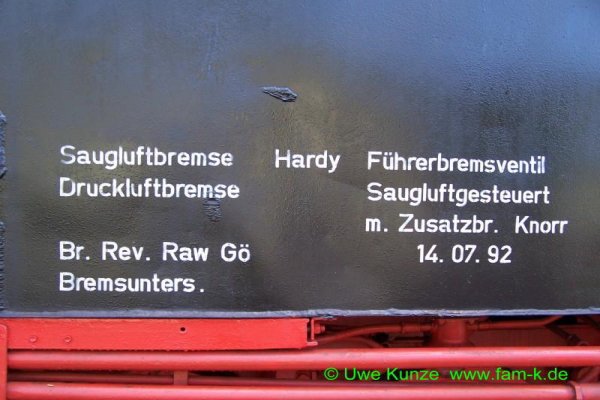 Saugluftbremse Hardy Führerbremsventil
Druckluftbremse Saugluftgesteuert
m. Zusatzbr. Knorr
Br. Rev. Raw Gö 14. 07. 92
Bremsunters.
© Uwe Kunze www.fam-k.de